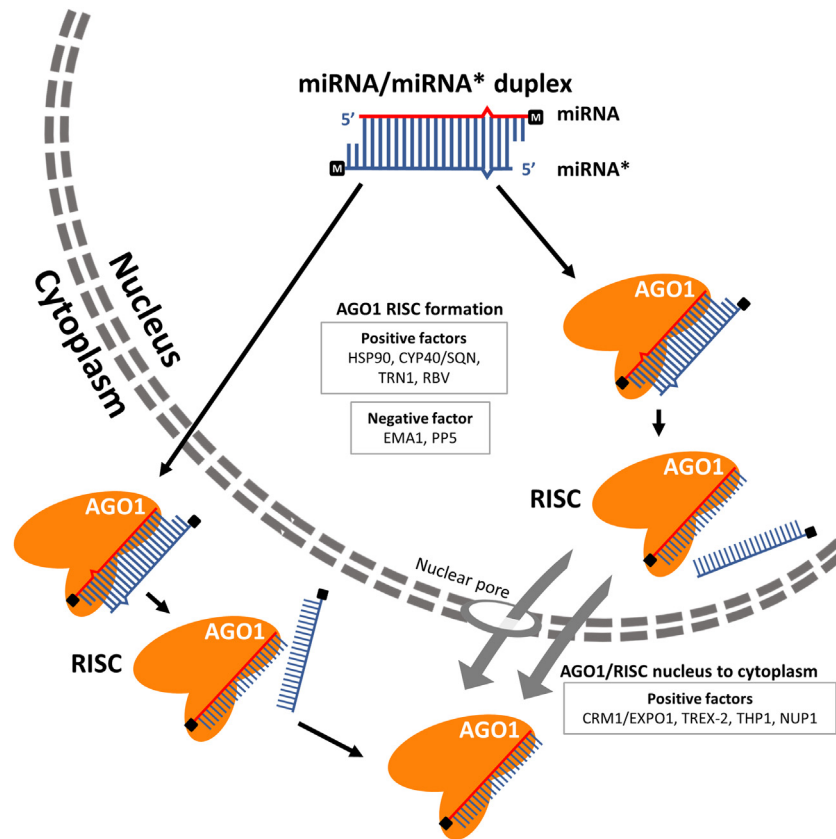 miRNA/miRNA* duplex
5’
M
miRNA
M
5’
miRNA*
Nucleus
Cytoplasm
AGO1
AGO1 RISC formation
Positive factors
HSP90, CYP40/SQN,
TRN1, RBV
Negative factor
EMA1, PP5
AGO1
RISC
AGO1
Nuclear pore
AGO1
RISC
AGO1/RISC nucleus to cytoplasm
Positive factors
CRM1/EXPO1, TREX-2, THP1, NUP1
AGO1